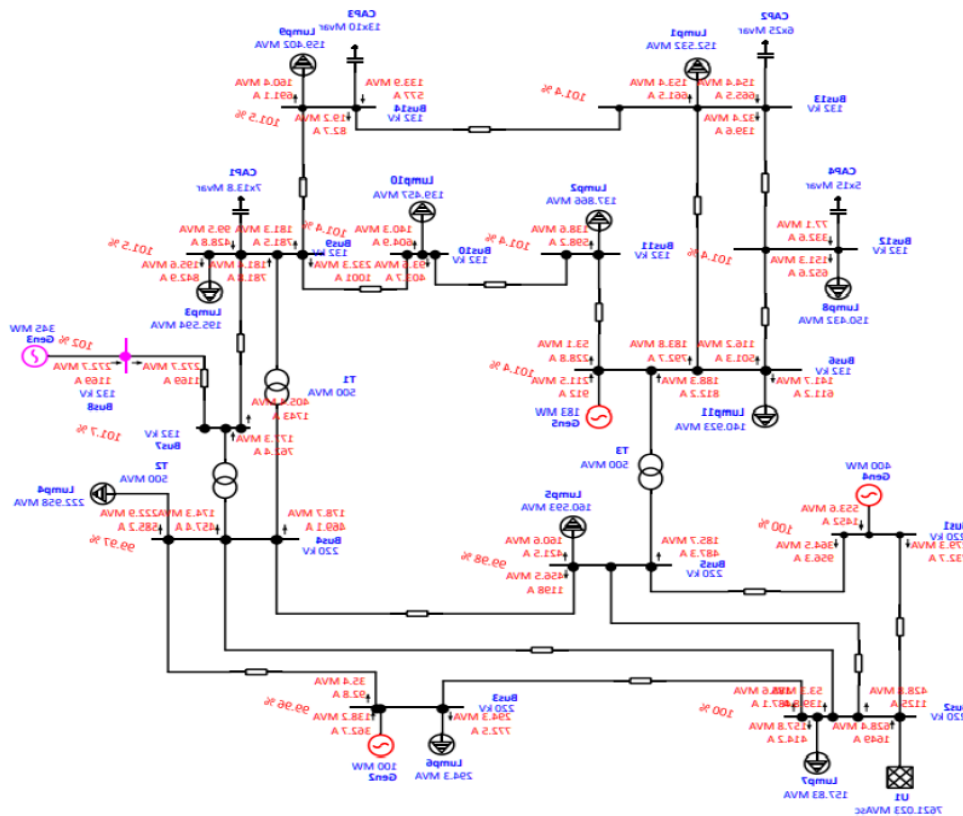 CAP3
13x10 Mvar
CAP2
6x25 Mvar
Lump9
159.402 MVA
Lump1
152.532 MVA
160.4 MVA
691.1 A
133.9 MVA
577 A
153.4 MVA
661.5 A
154.4 MVA
665.5 A
101.5 %
19.2 MVA
82.7 A
Bus14
132 kV
101.4 %
32.4 MVA
139.6 A
Bus13
132 kV
CAP1
7x13.8 Mvar
Lump10
139.457 MVA
Lump2
137.866 MVA
CAP4
5x15 Mvar
99.5 MVA
428.8 A
181.3 MVA
781.5 A
101.4 %
140.3 MVA
604.9 A
138.6 MVA
598.2 A
77.1 MVA
332.6 A
101.5 %
195.6 MVA
842.9 A
181.4 MVA
781.8 A
232.3 MVA
1001 A
Bus9
132 kV
93.6 MVA
403.7 A
Bus10
132 kV
101.4 %
Bus11
132 kV
101.4 %
151.3 MVA
652.6 A
Bus12
132 kV
Lump3
195.594 MVA
Lump8
150.432 MVA
345 MW
Gen3
102 %
272.7 MVA
1169 A
272.7 MVA
1169 A
132 kV
Bus8
T1
500 MVA
1743 A
53.1 MVA
228.8 A
183.8 MVA
797.7 A
116.2 MVA
501.3 A
Bus6
132 kV
101.4 %
211.5 MVA
912 A
188.3 MVA
812.2 A
141.7 MVA
611.2 A
183 MW
Gen5
Lump11
140.923 MVA
101.7 %
132 kV
Bus7
177.3 MVA
762.4 A
T2
500 MVA
T3
500 MVA
400 MW
Gen4
Lump4
222.958 MVA
Lump5
160.593 MVA
553.6 MVA
1452 A
222.9 MVA
585.2 A
174.3 MVA
457.4 A
178.7 MVA
469.1 A
99.97 %
Bus4
220 kV
160.6 MVA
421.5 A
185.7 MVA
487.3 A
99.98 %
456.5 MVA
1198 A
Bus5
220 kV
100 %
364.5 MVA
956.3 A
Bus1
220 kV
35.4 MVA
92.8 A
99.96 %
138.2 MVA
362.7 A
294.3 MVA
772.5 A
Bus3
220 kV
100 MW
Gen2
Lump6
294.3 MVA
100 %
157.8 MVA
414.2 A
628.4 MVA
1649 A
Bus2
220 kV
Lump7
157.83 MVA
U1
7621.023 MVAsc